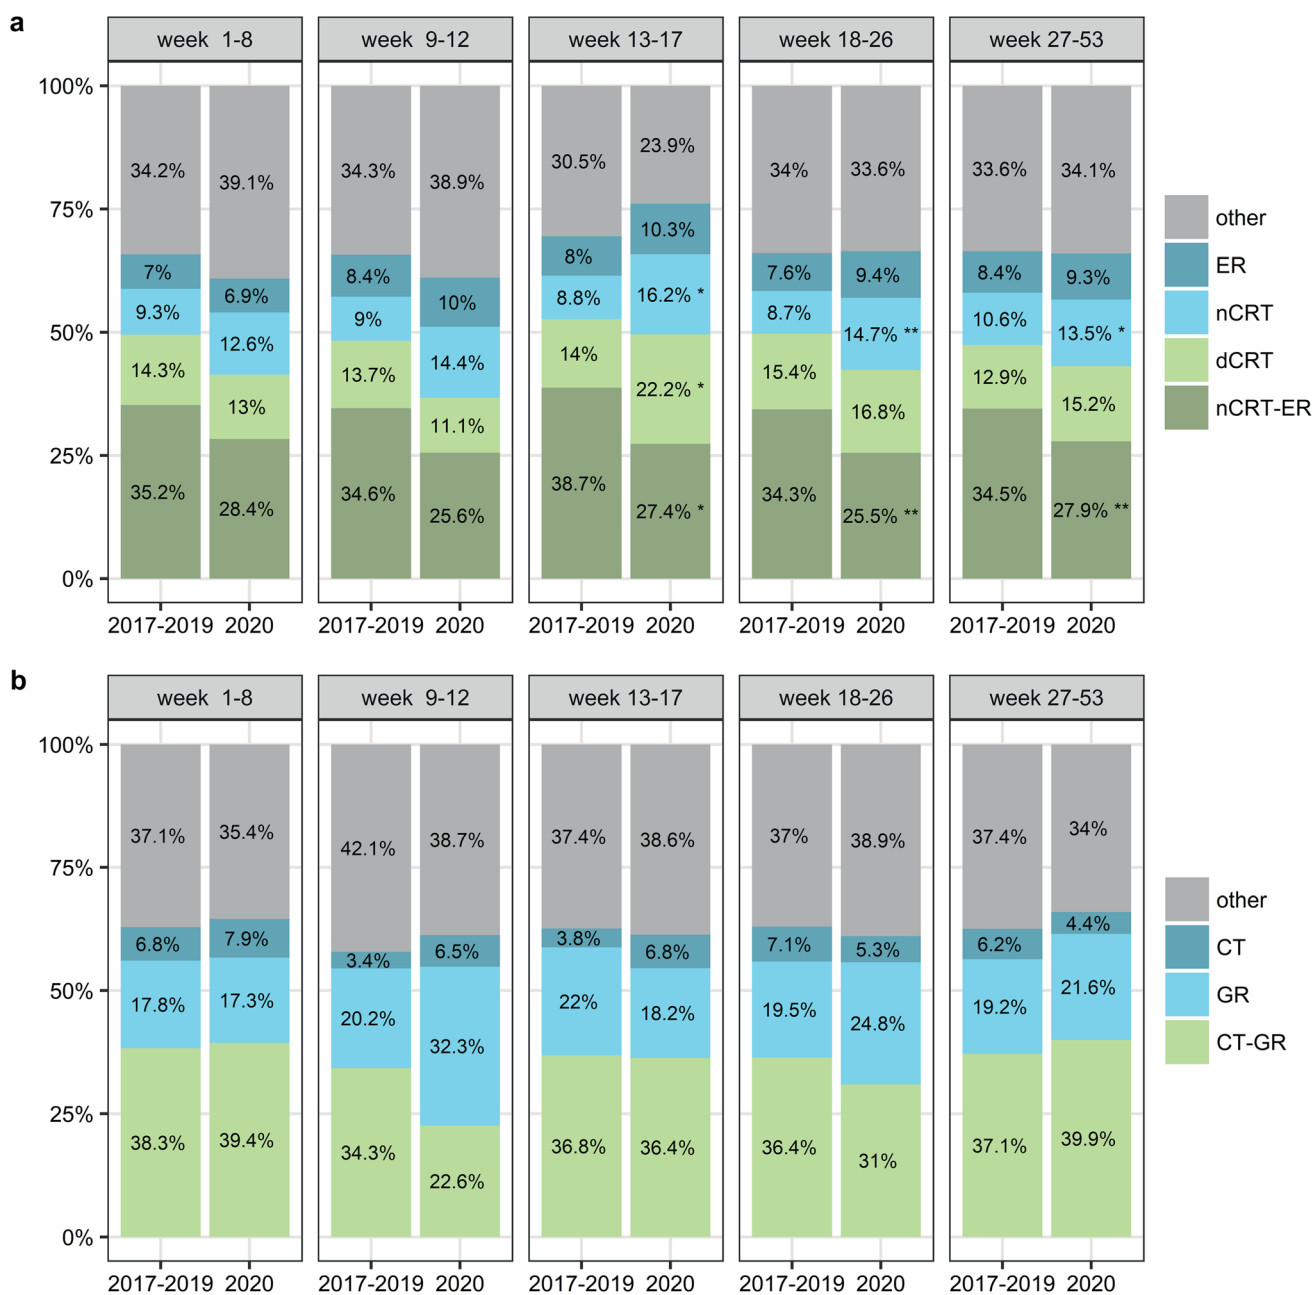 a
week 1-8 week 9-12 week 13-17 week 18-26 week 27-53
100%
75%
50%
25%
0%
34.2% 39.1% 34.3% 38.9% 30.5% 23.9% 34% 33.6% 33.6% 34.1%
7% 6.9% 8.4% 10% 8% 10.3% 7.6% 9.4% 8.4% 9.3%
9.3% 12.6% 9% 14.4% 8.8% 16.2% * 8.7% 14.7% ** 10.6% 13.5% *
14.3% 13% 13.7% 11.1% 14% 22.2% * 15.4% 16.8% 12.9% 15.2%
35.2% 28.4% 34.6% 25.6% 38.7% 27.4% * 34.3% 25.5% ** 34.5% 27.9% **
2017-2019 2020 2017-2019 2020 2017-2019 2020 2017-2019 2020 2017-2019 2020
other
ER
nCRT
dCRT
nCRT-ER
b
week 1-8 week 9-12 week 13-17 week 18-26 week 27-53
100%
75%
50%
25%
0%
37.1% 35.4% 42.1% 38.7% 37.4% 38.6% 37% 38.9% 37.4% 34%
6.8% 7.9% 3.4% 6.5% 3.8% 6.8% 7.1% 5.3% 6.2% 4.4%
17.8% 17.3% 20.2% 32.3% 22% 18.2% 19.5% 24.8% 19.2% 21.6%
38.3% 39.4% 34.3% 22.6% 36.8% 36.4% 36.4% 31% 37.1% 39.9%
2017-2019 2020 2017-2019 2020 2017-2019 2020 2017-2019 2020 2017-2019 2020
other
CT
GR
CT-GR